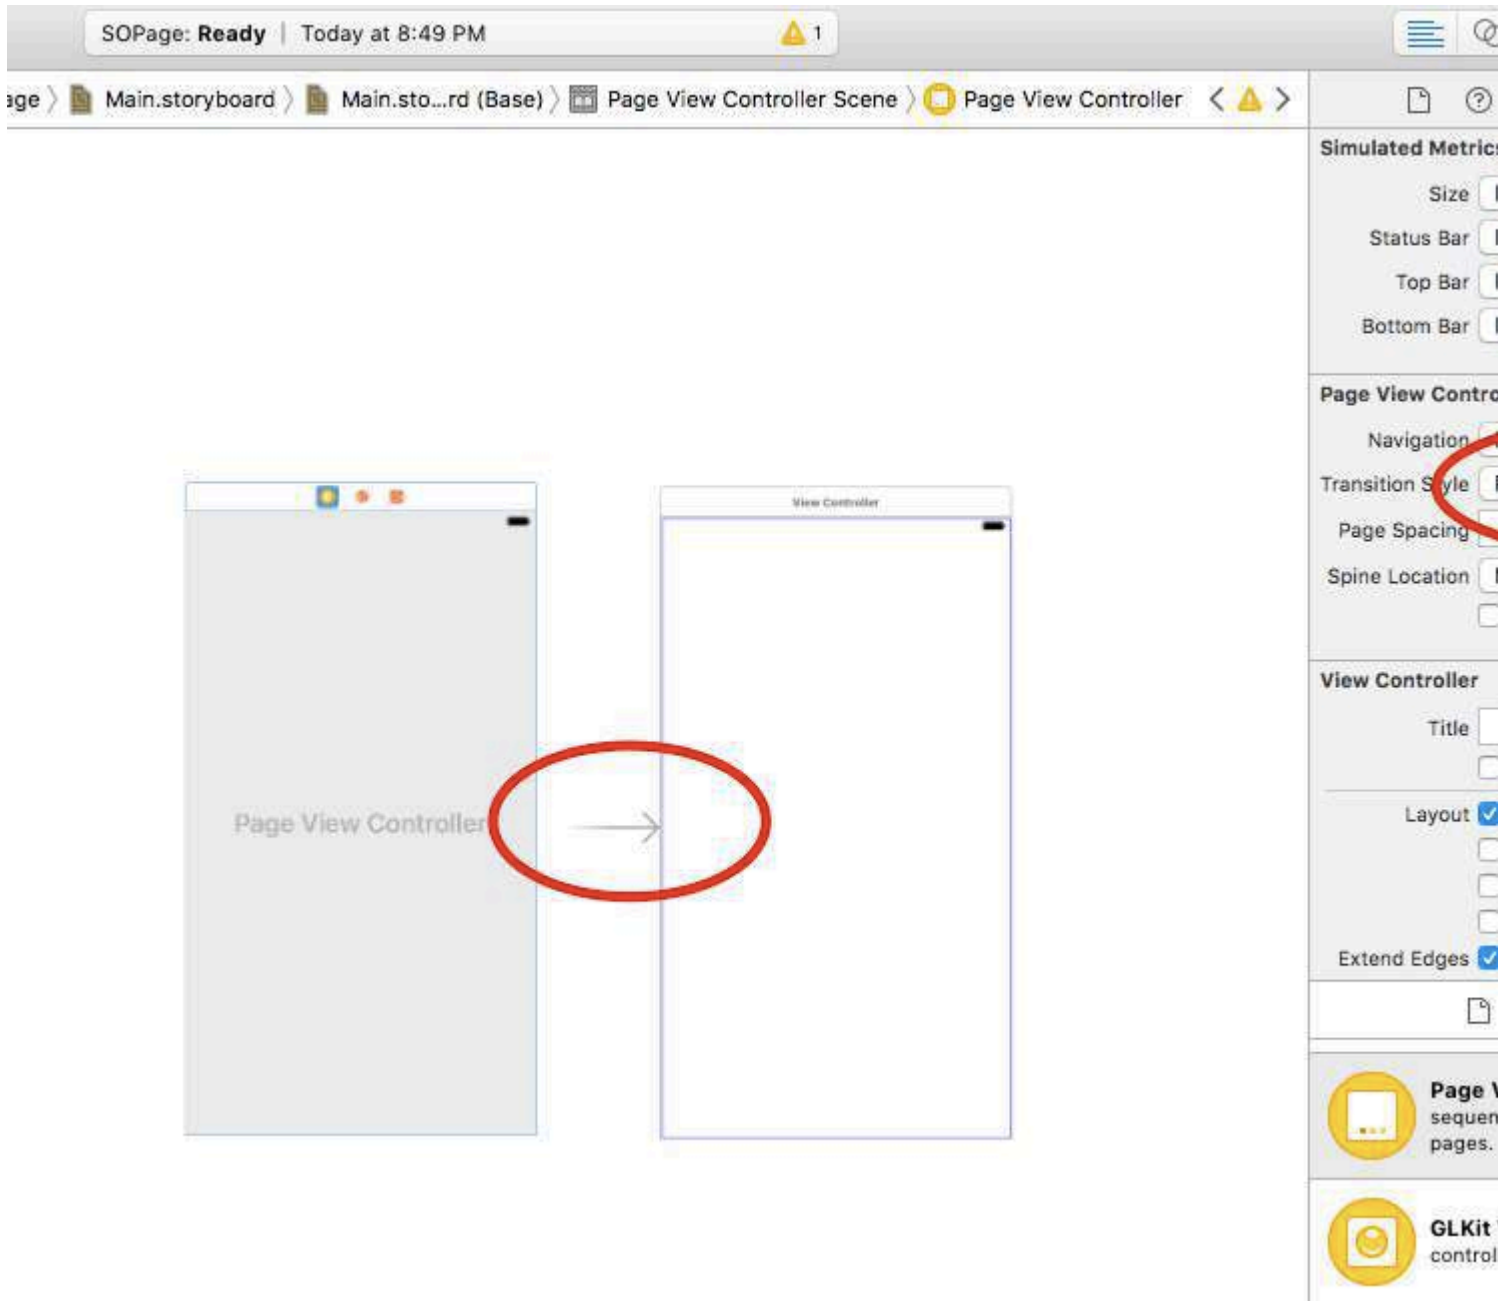 SOPage: Ready | Today at 8:49 PM 1
age Main.storyboard Main.sto...rd (Base) Page View Controller Scene Page View Controller
Simulated Metrics
Size
Status Bar
Top Bar
Bottom Bar
Page View Contro
Navigation
Transition Style
Page Spacing
Spine Location
View Controller
Page View Controller
View Controller
Title
Layout
Extend Edges
Page V
sequen
pages.
GLKit
control